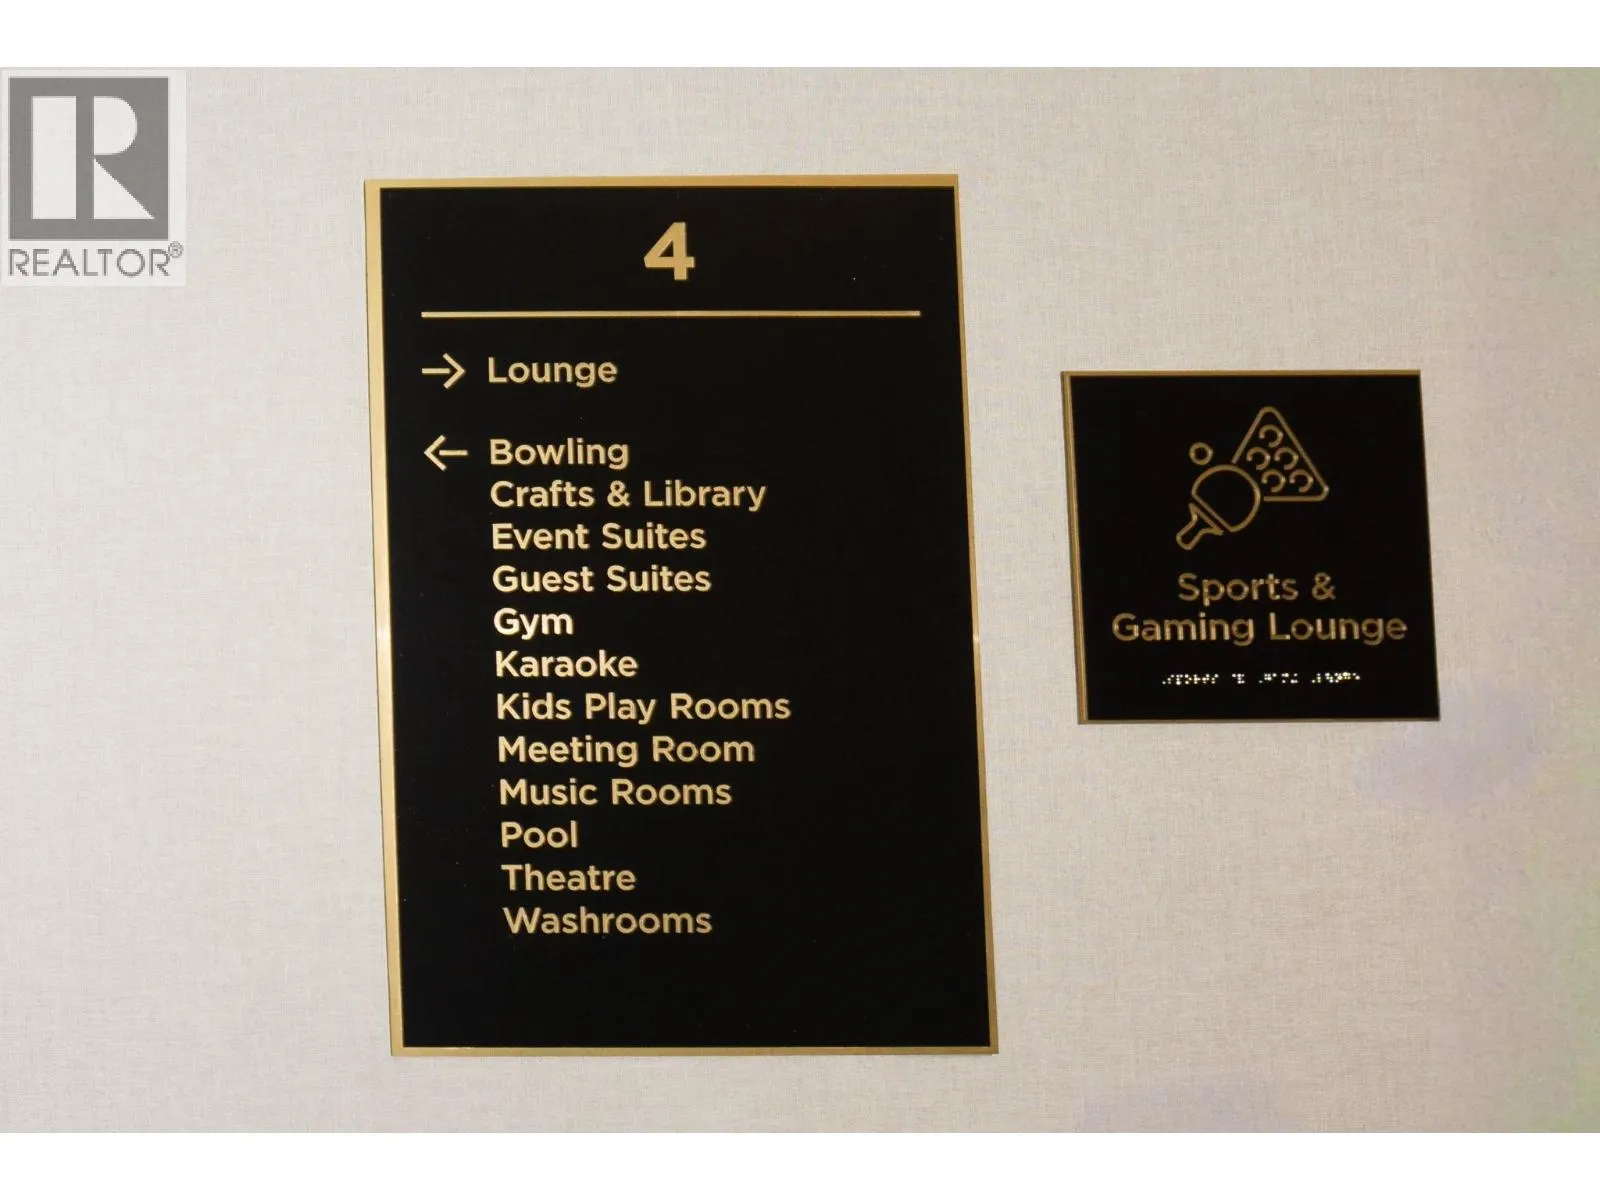 REALTOR®
4
→ Lounge
← Bowling
Crafts & Library
Event Suites
Guest Suites
Gym
Karaoke
Kids Play Rooms
Meeting Room
Music Rooms
Pool
Theatre
Washrooms
Sports &
Gaming Lounge